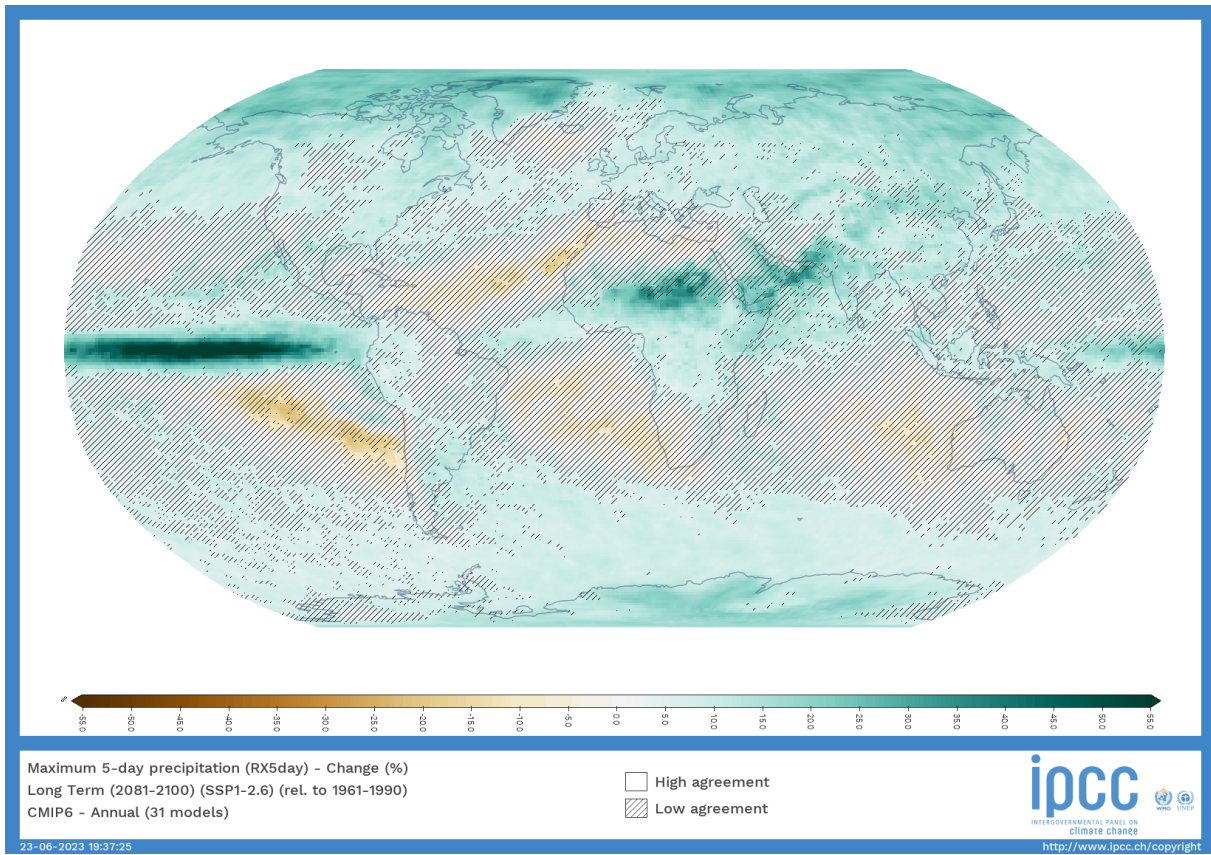 %
-55.0 -50.0 -45.0 -40.0 -35.0 -30.0 -25.0 -20.0 -15.0 -10.0 -5.0 0.0 5.0 10.0 15.0 20.0 25.0 30.0 35.0 40.0 45.0 50.0 55.0
Maximum 5-day precipitation (RX5day) - Change (%)
Long Term (2081-2100) (SSP1-2.6) (rel. to 1961-1990)
CMIP6 - Annual (31 models)
High agreement
Low agreement
ipcc
INTERGOVERNMENTAL PANEL ON
climate change
WMO UNEP
23-06-2023 19:37:25
http://www.ipcc.ch/copyright